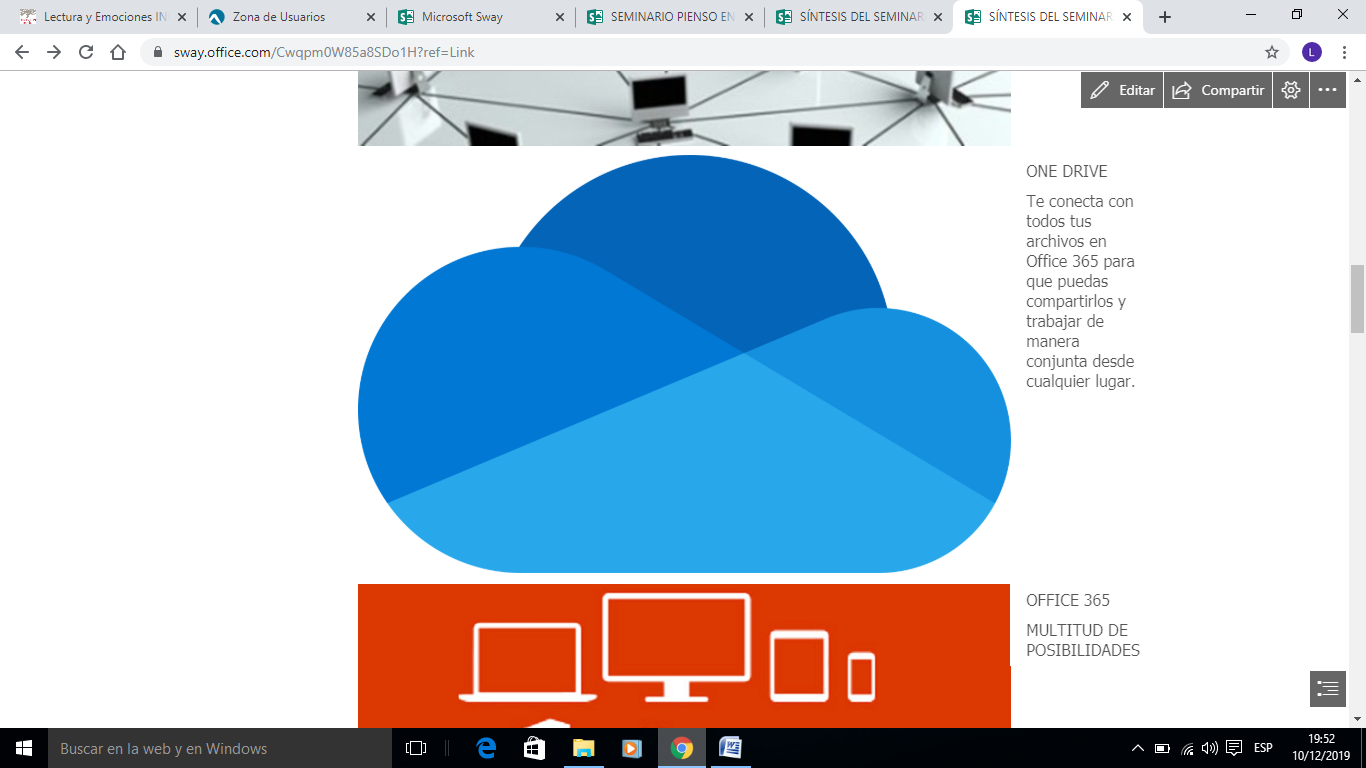 Lectura y Emociones IN
Zona de Usuarios
Microsoft Sway
SEMINARIO PIENSO EN
SÍNTESIS DEL SEMINAR
SÍNTESIS DEL SEMINAR
sway.office.com/Cwqpm0W85a8SDo1H?ref=Link
L
Editar
Compartir
ONE DRIVE
Te conecta con
todos tus
archivos en
Office 365 para
que puedas
compartirlos y
trabajar de
manera
conjunta desde
cualquier lugar.
OFFICE 365
MULTITUD DE
POSIBILIDADES
Buscar en la web y en Windows
ESP
19:52
10/12/2019